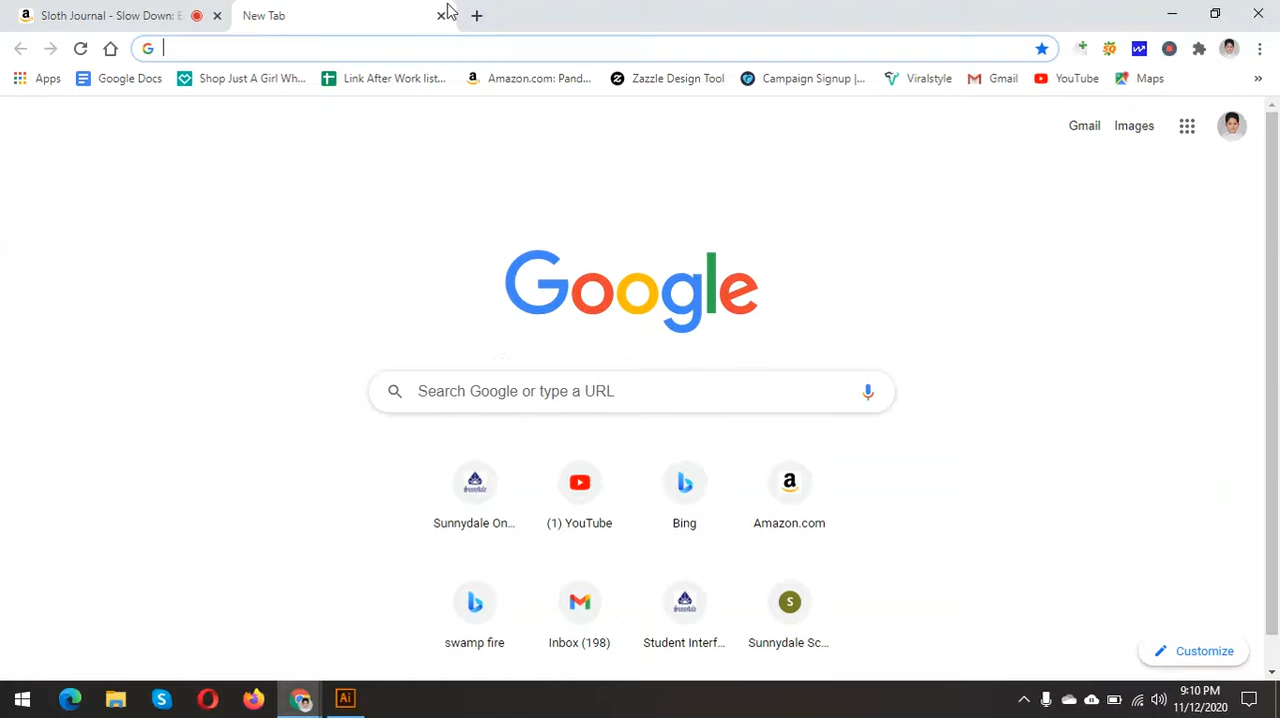 Sloth Journal - Slow Down: E
New Tab
Apps
Google Docs
Shop Just A Girl Wh...
Link After Work list...
Amazon.com: Pand...
Zazzle Design Tool
Campaign Signup |...
Viralstyle
Gmail
YouTube
Maps
»
Gmail
Images
Google
Search Google or type a URL
Sunnydale
Sunnydale On...
(1) YouTube
Bing
a
Amazon.com
swamp fire
Inbox (198)
Sunnydale
Student Interf...
S
Sunnydale Sc...
Customize
Ai
9:10 PM
11/12/2020